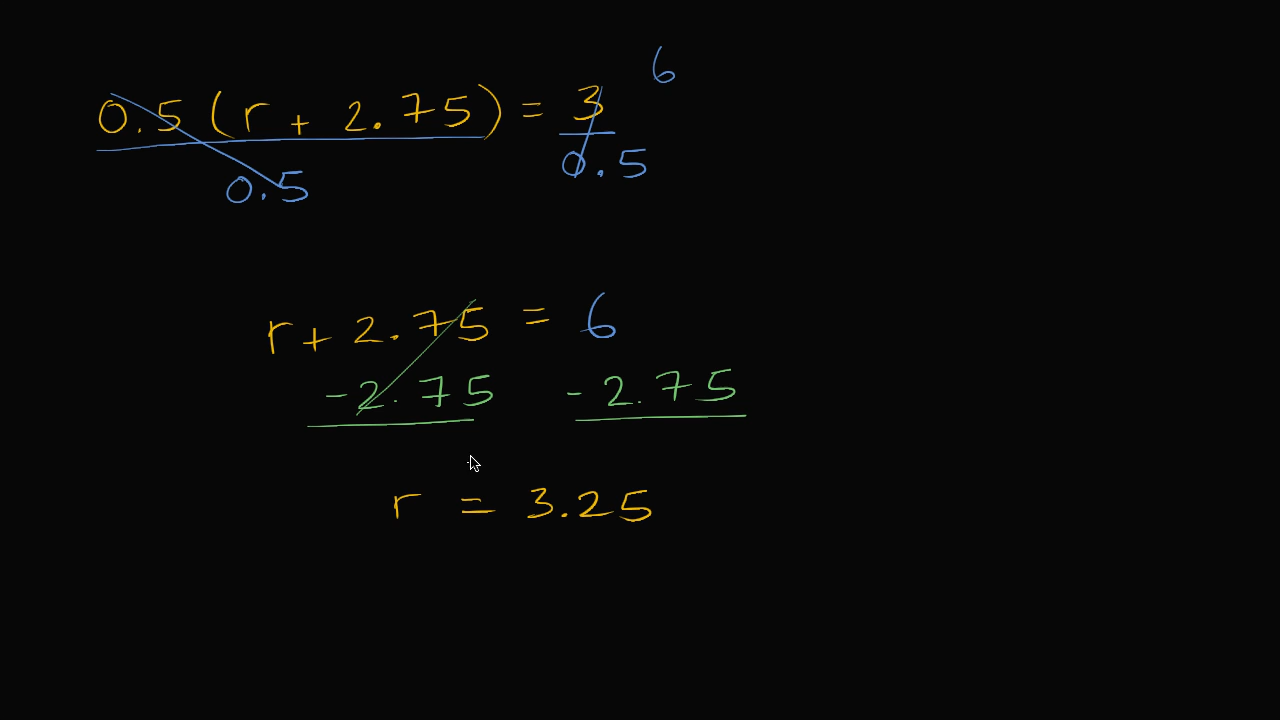 6
0.5 (r + 2.75) = 3
0.5 0.5
r + 2.75 = 6
-2.75 -2.75
r = 3.25